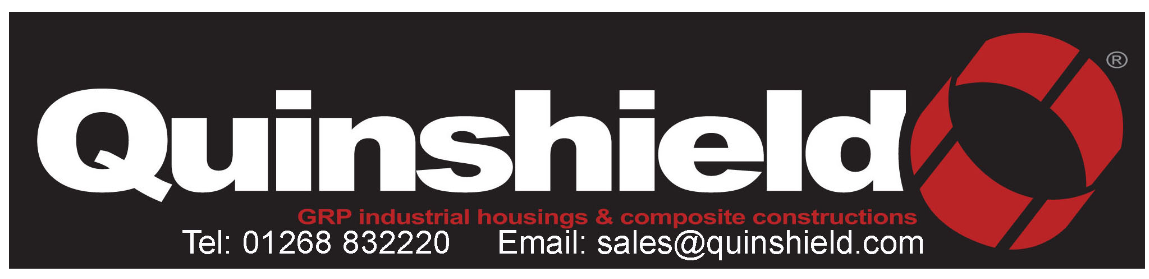 Quinshield®
GRP industrial housings & composite constructions
Tel: 01268 832220 Email: sales@quinshield.com